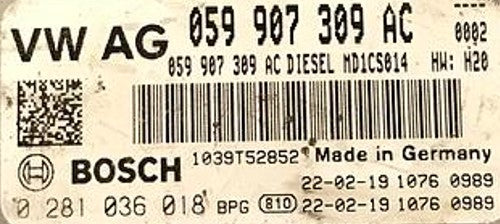 VW AG 059 907 309 AC 0002
059 907 309 AC DIESEL MD1CS014 HW: H20
BOSCH 1039T52852 Made in Germany
22-02-19 1076 0989
0 281 036 018 BPG 810 22-02-19 1076 0989